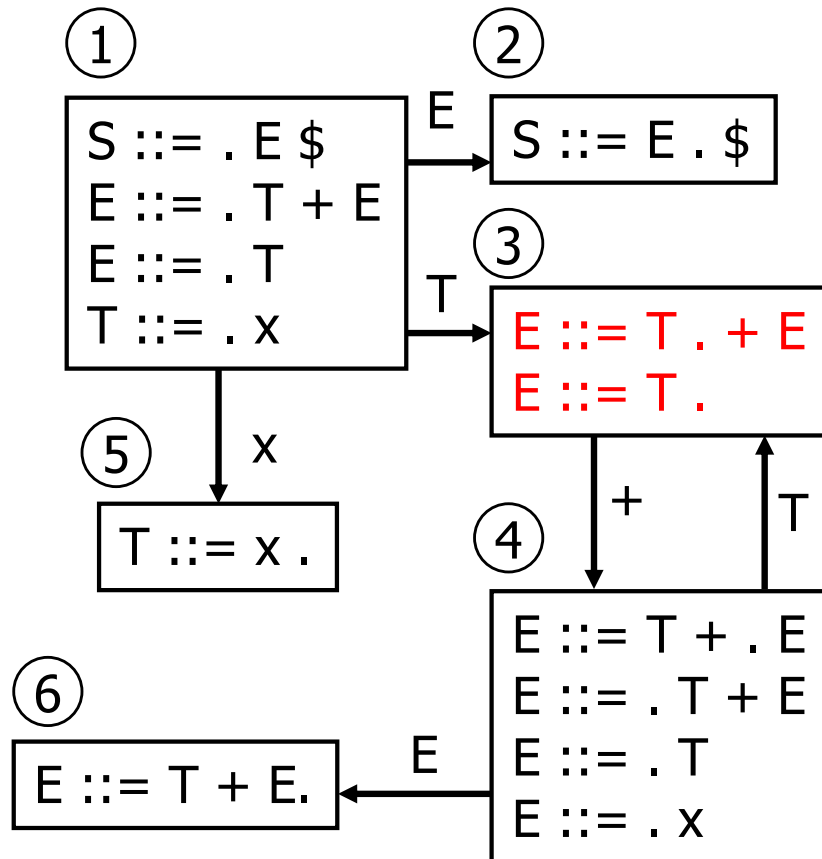 1
S ::= . E $
E ::= . T + E
E ::= . T
T ::= . x
E
2
S ::= E . $
T
3
E ::= T . + E
E ::= T .
x
5
T ::= x .
+
T
4
E ::= T + . E
E ::= . T + E
E ::= . T
E ::= . x
E
6
E ::= T + E.